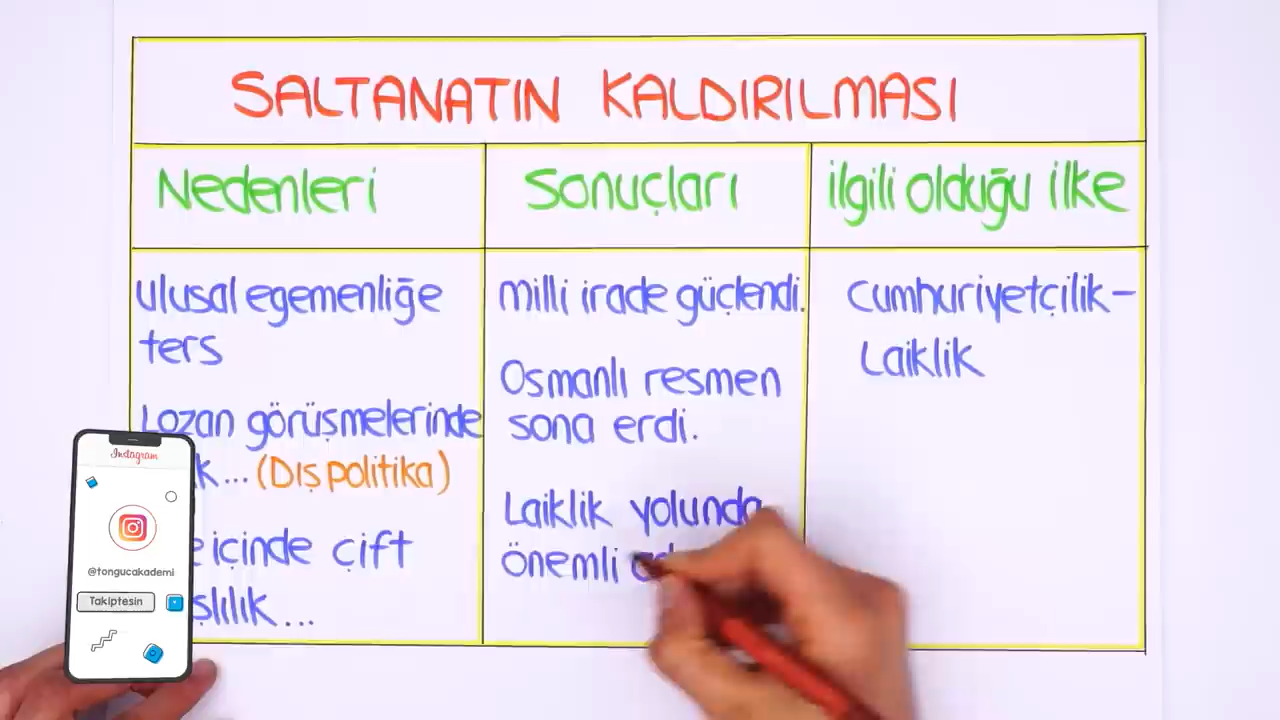 SALTANATIN KALDIRILMASI
Nedenleri
Sonuçları
ilgili olduğu ilke
ulusal egemenliğe
ters
Lozan görüşmelerinde
(Dış politika)
içinde çift
milli irade güçlendi.
Osmanlı resmen
sona erdi.
Laiklik yolunda
önemli
Cumhuriyetçilik-
Laiklik
Instagram
@tongucakademi
Takiptesin